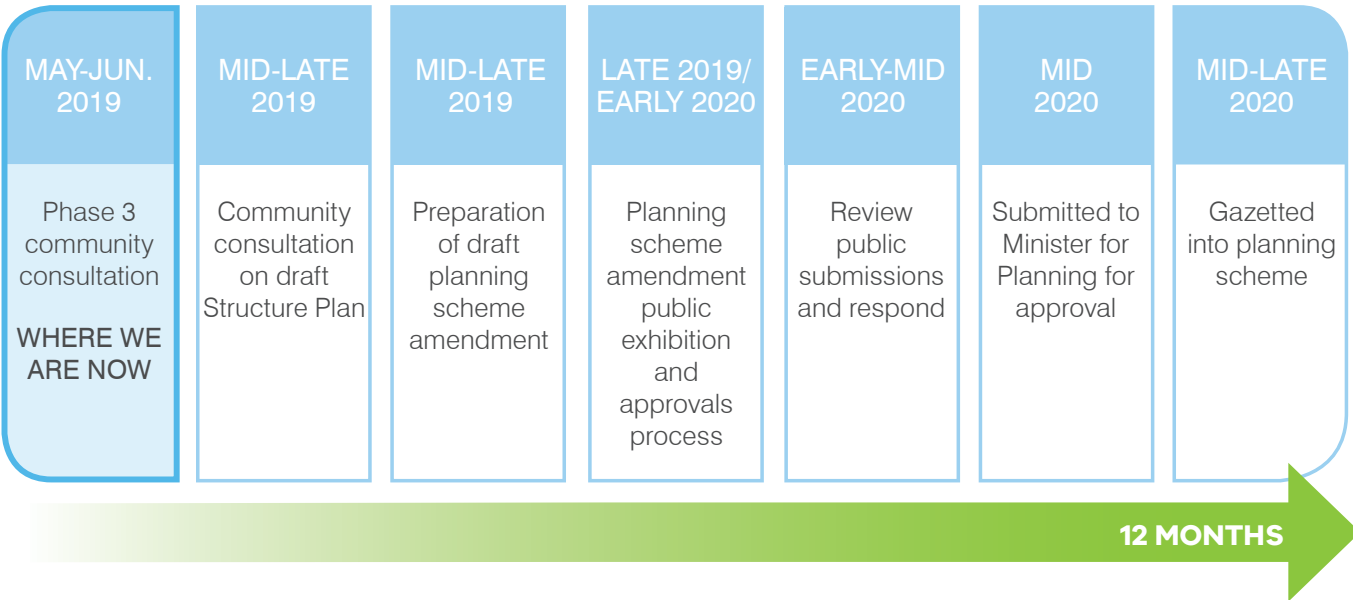 MAY-JUN.
2019
Phase 3
community
consultation
WHERE WE
ARE NOW
MID-LATE
2019
Community
consultation
on draft
Structure Plan
MID-LATE
2019
Preparation
of draft
planning
scheme
amendment
LATE 2019/
EARLY 2020
Planning
scheme
amendment
public
exhibition
and
approvals
process
EARLY-MID
2020
Review
public
submissions
and respond
MID
2020
Submitted to
Minister for
Planning for
approval
MID-LATE
2020
Gazetted
into planning
scheme
12 MONTHS